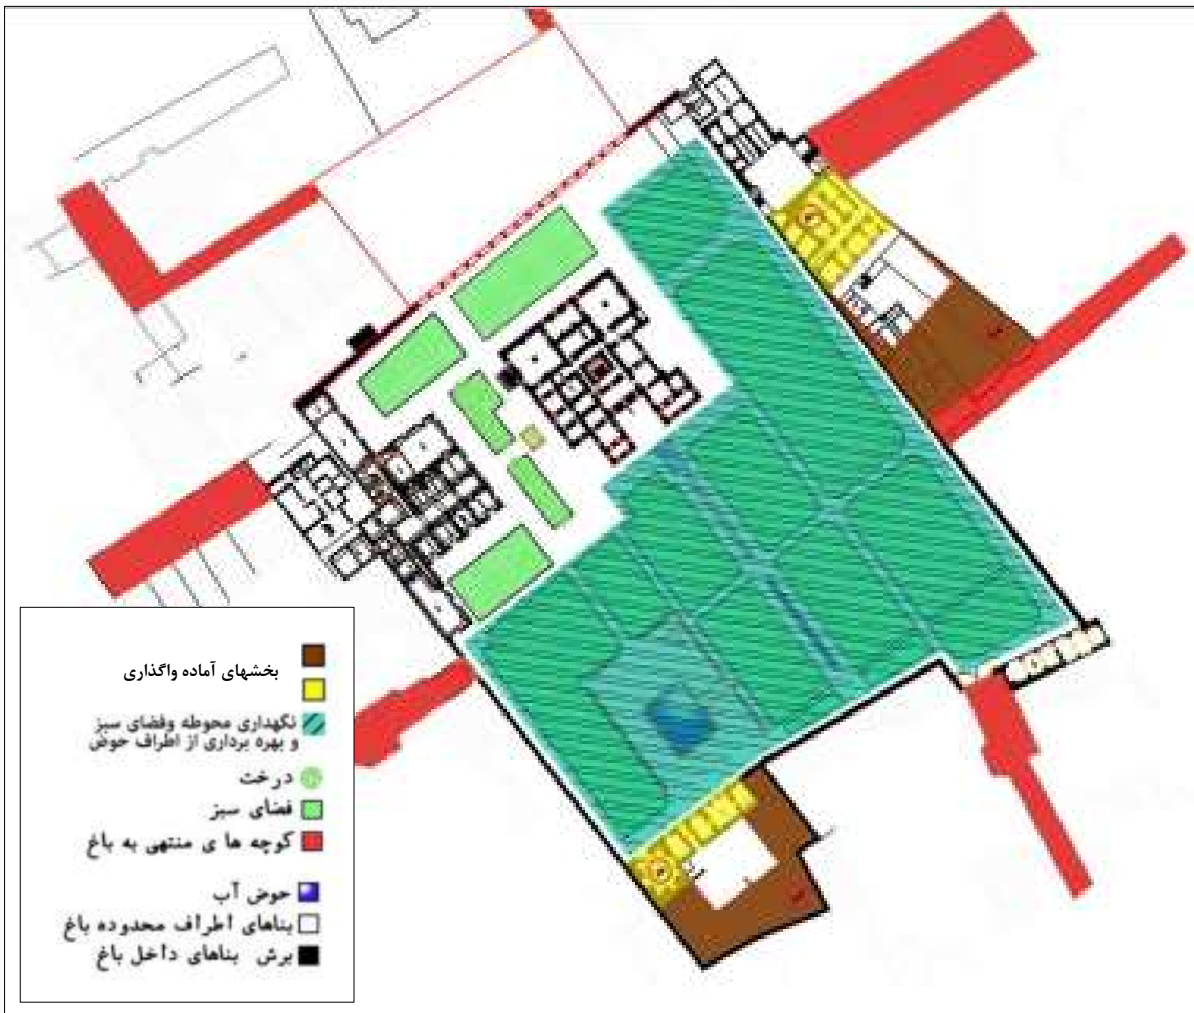 بخشهای آماده واگذاری
نگهداری محوطه وفضای سبز
و بهره برداری از اطراف حوض
درخت
فضای سبز
کوچه ها ی منتهی به باغ
حوض آب
بناهای اطراف محدوده باغ
برش بناهای داخل باغ